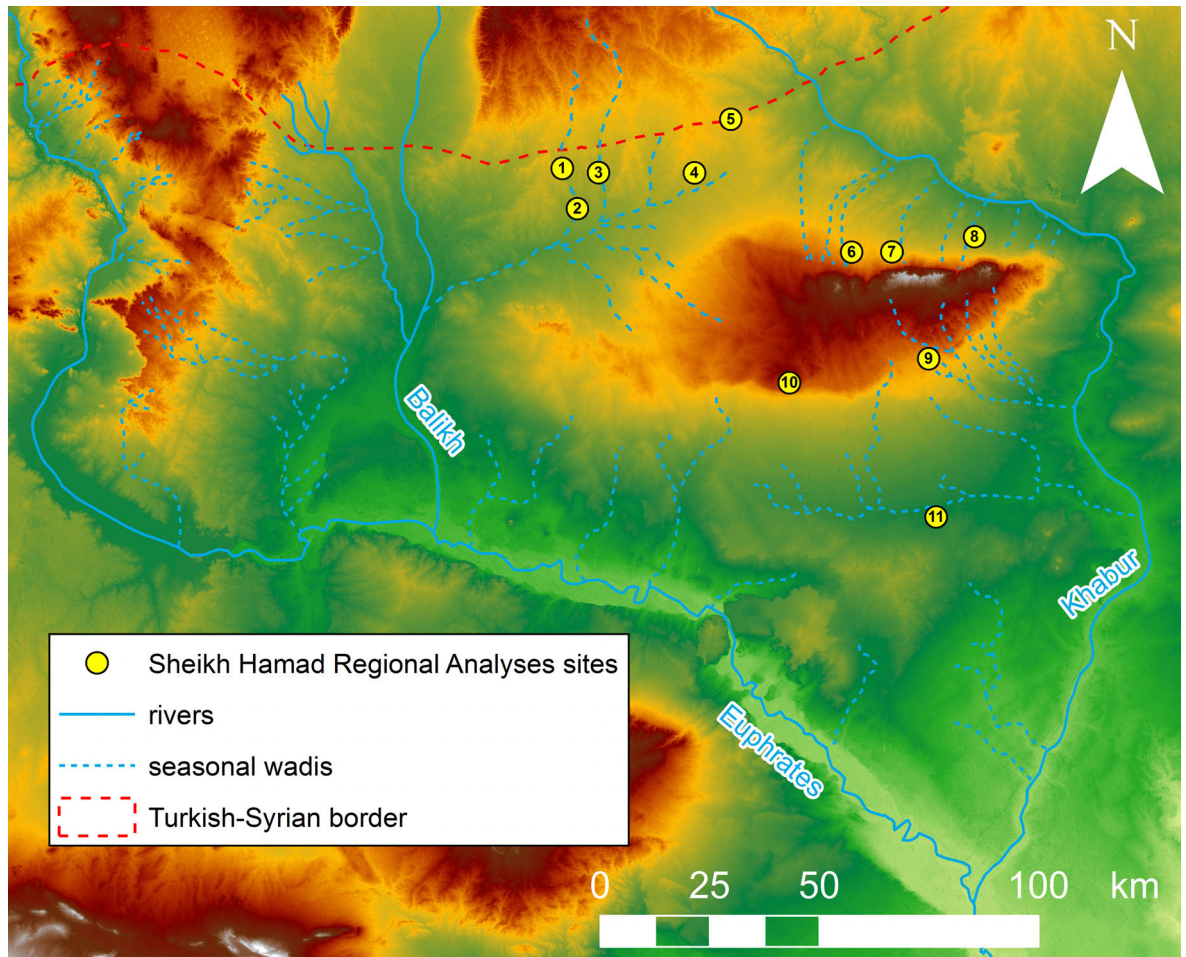 N
5
1
3
4
2
8
6
7
9
10
Balikh
11
Khabur
Sheikh Hamad Regional Analyses sites
rivers
seasonal wadis
Turkish-Syrian border
Euphrates
0 25 50 100 km